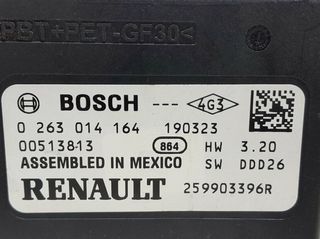 PBT+PET-GF30<
BOSCH --- 4G3
0 263 014 164 190323
00513813 864 HW 3.20
ASSEMBLED IN MEXICO SW DDD26
RENAULT 259903396R